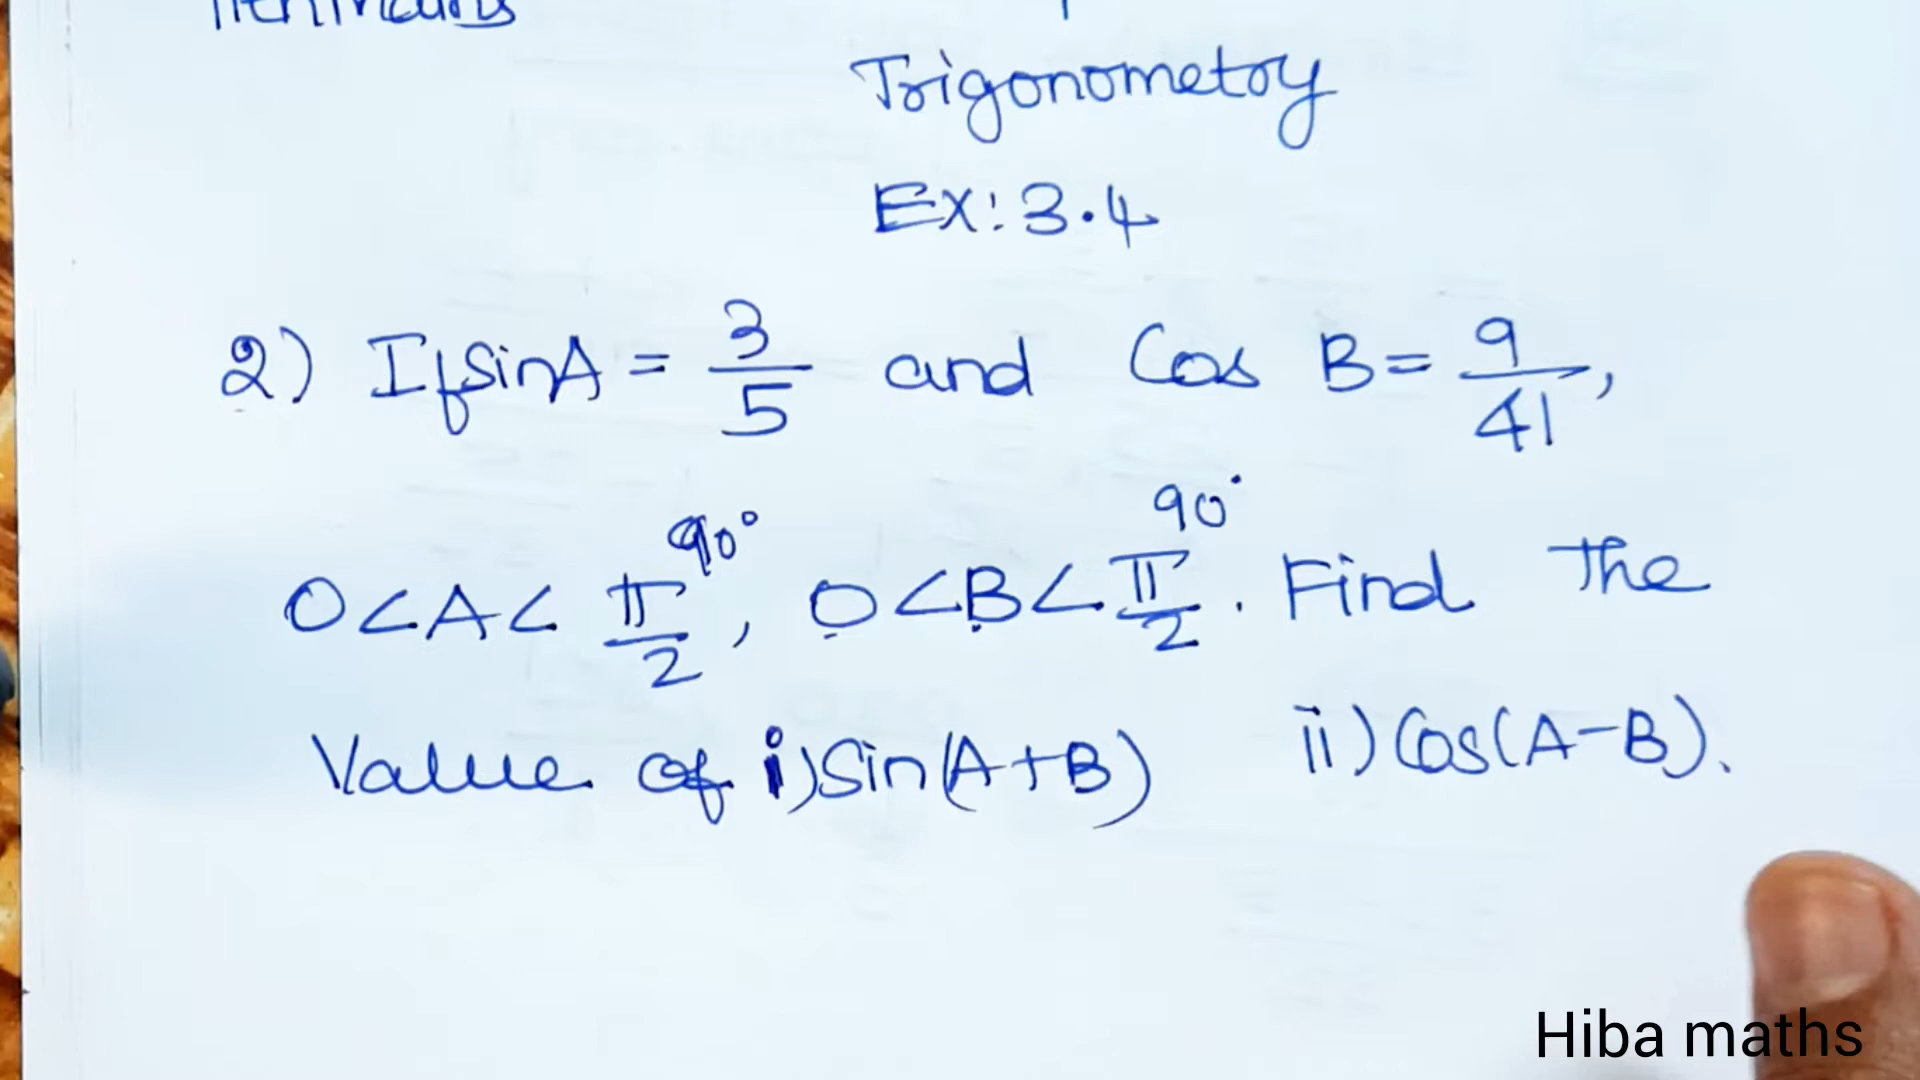 Trigonometry
Ex: 3.4
2) If sinA = 3/5 and Cos B = 9/41,
0<A< π/2 90°, 0<B< π/2 90°. Find The
Value of i) Sin(A+B) ii) Cos(A-B).
Hiba maths